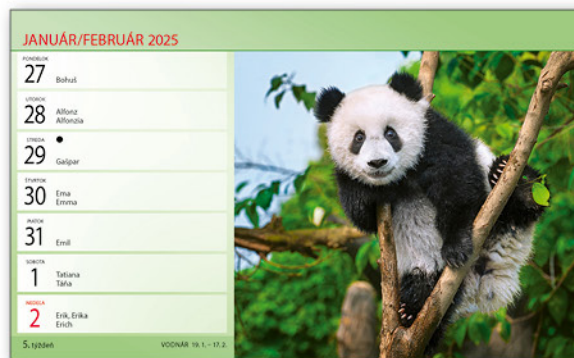 JANUÁR/FEBRUÁR 2025
PONDELOK
27
Bohuš
UTOROK
28
Alfonz
Alfonzia
STREDA
29
Gašpar
ŠTVRTOK
30
Ema
Emma
PIATOK
31
Emil
SOBOTA
1
Tatiana
Táňa
NEDEĽA
2
Erik, Erika
Erich
5. týždeň
VODNÁR 19. 1. – 17. 2.